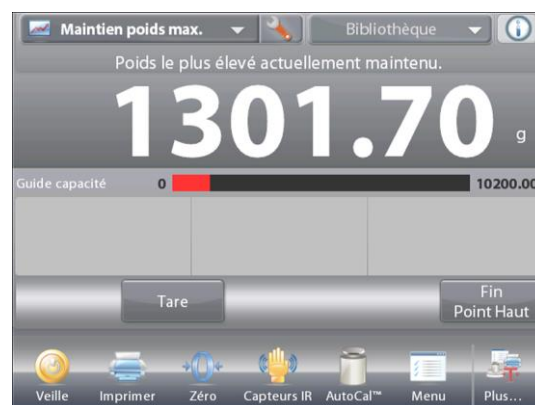 Maintien poids max.
Bibliothèque
Poids le plus élevé actuellement maintenu.
1301.70 g
Guide capacité 0 10200.00
Tare
Fin
Point Haut
Veille Imprimer Zéro Capteurs IR AutoCal™ Menu Plus...